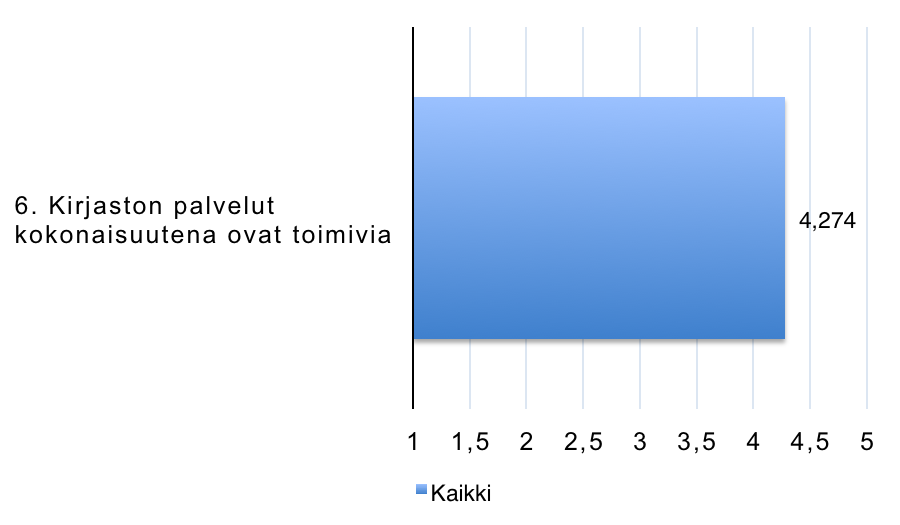 6. Kirjaston palvelut
kokonaisuutena ovat toimivia
4,274
1 1,5 2 2,5 3 3,5 4 4,5 5
Kaikki